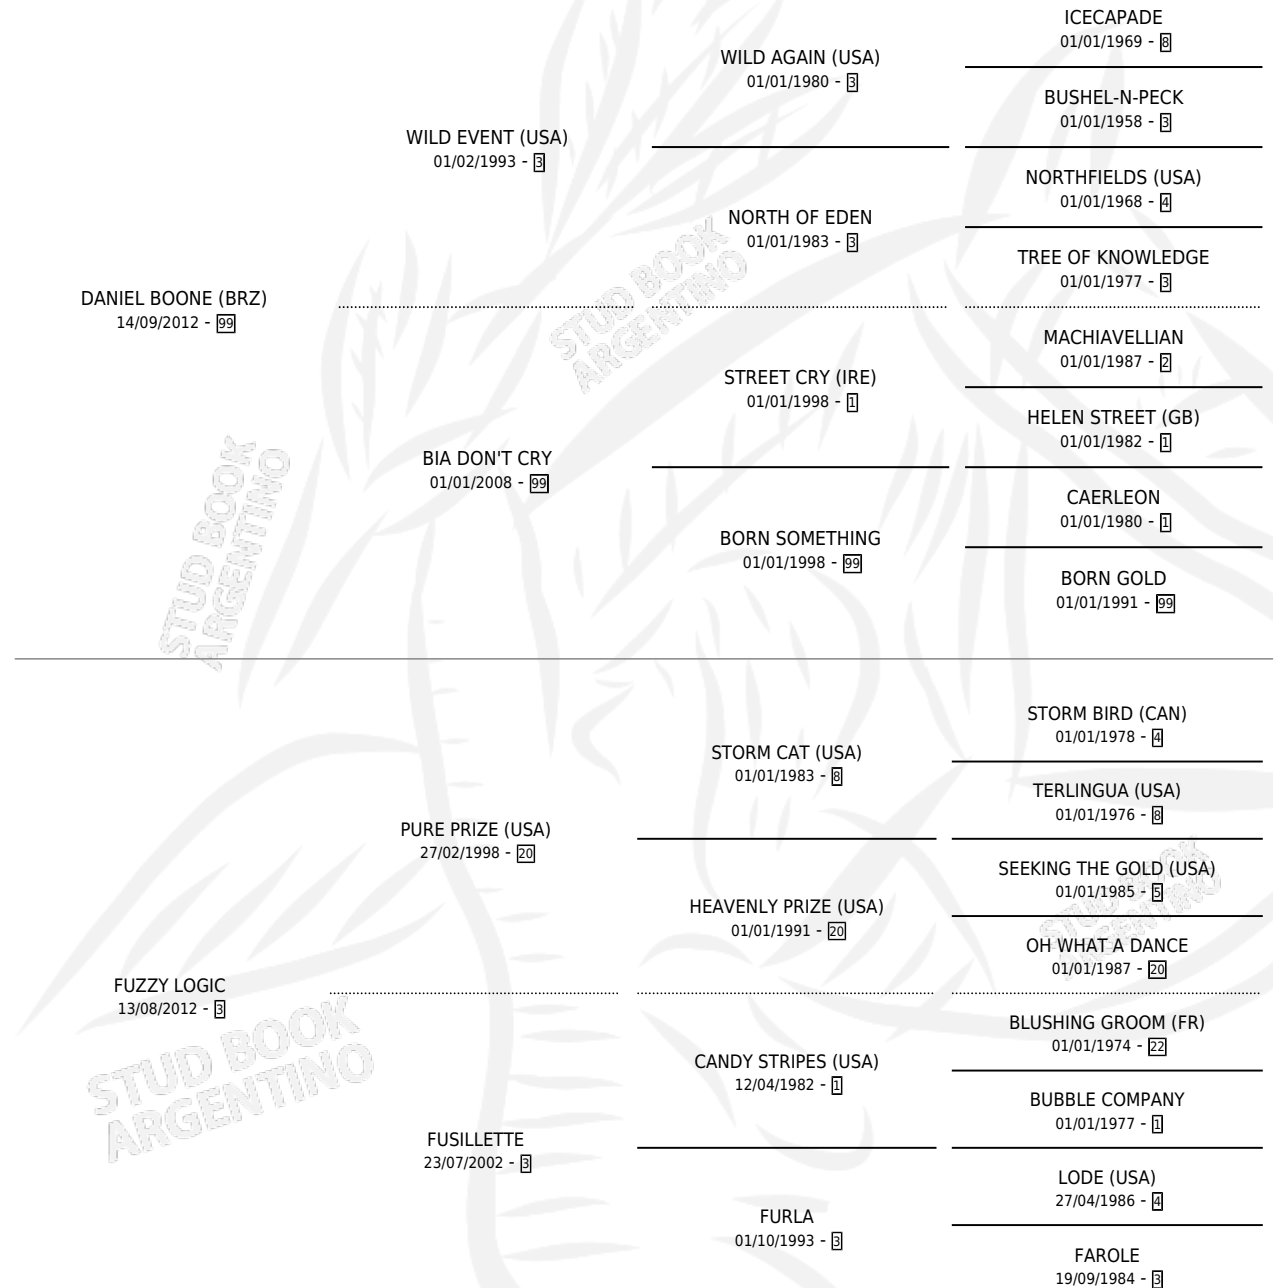 ICECAPADE
01/01/1969 - 8
WILD AGAIN (USA)
01/01/1980 - 3
BUSHEL-N-PECK
01/01/1958 - 3
WILD EVENT (USA)
01/02/1993 - 3
NORTHFIELDS (USA)
01/01/1968 - 4
NORTH OF EDEN
01/01/1983 - 3
TREE OF KNOWLEDGE
01/01/1977 - 3
DANIEL BOONE (BRZ)
14/09/2012 - 99
MACHIAVELLIAN
01/01/1987 - 2
STREET CRY (IRE)
01/01/1998 - 1
HELEN STREET (GB)
01/01/1982 - 1
BIA DON'T CRY
01/01/2008 - 99
CAERLEON
01/01/1980 - 1
BORN SOMETHING
01/01/1998 - 99
BORN GOLD
01/01/1991 - 99
STORM BIRD (CAN)
01/01/1978 - 4
STORM CAT (USA)
01/01/1983 - 8
TERLINGUA (USA)
01/01/1976 - 8
PURE PRIZE (USA)
27/02/1998 - 20
SEEKING THE GOLD (USA)
01/01/1985 - 5
HEAVENLY PRIZE (USA)
01/01/1991 - 20
OH WHAT A DANCE
01/01/1987 - 20
FUZZY LOGIC
13/08/2012 - 3
BLUSHING GROOM (FR)
01/01/1974 - 22
CANDY STRIPES (USA)
12/04/1982 - 1
BUBBLE COMPANY
01/01/1977 - 1
FUSILLETTE
23/07/2002 - 3
LODE (USA)
27/04/1986 - 4
FURLA
01/10/1993 - 3
FAROLE
19/09/1984 - 3
STUD BOOK
ARGENTINO
STUD BOOK
ARGENTINO
STUD BOOK
ARGENTINO
STUD BOOK
ARGENTINO